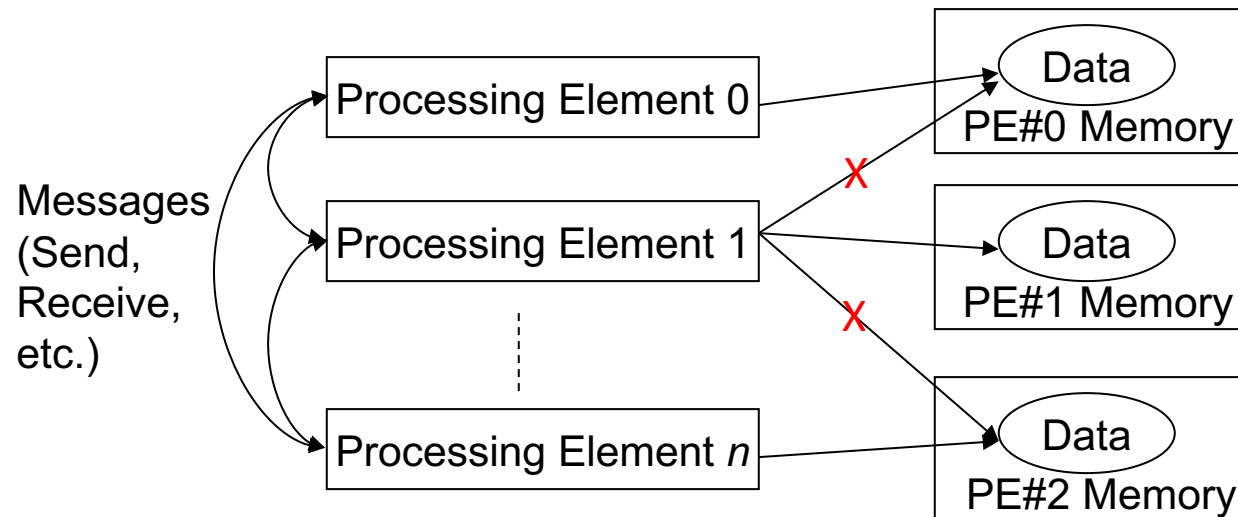 Messages
(Send,
Receive,
etc.)
Processing Element 0
Processing Element 1
Processing Element n
X
X
Data
PE#0 Memory
Data
PE#1 Memory
Data
PE#2 Memory